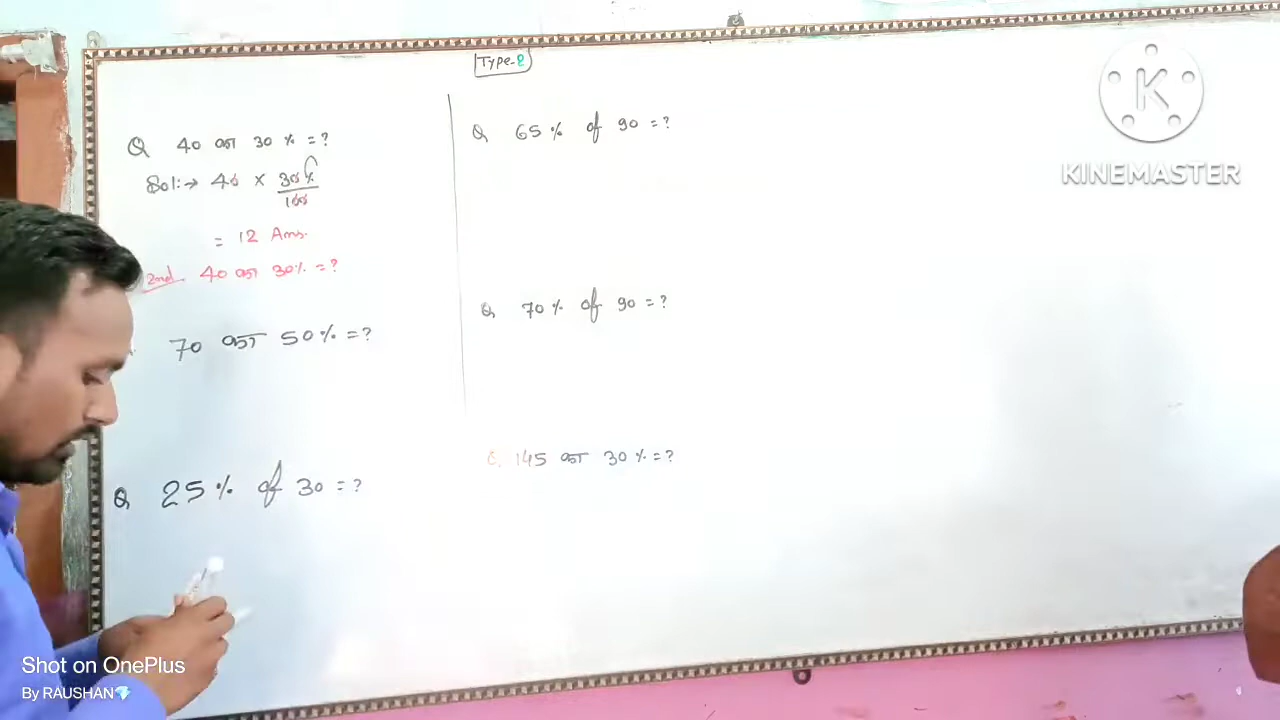 Type-2
Q 40 का 30 % = ?
Sol:→ 40 × 30%/100
= 12 Ans.
2nd 40 का 30% = ?
70 का 50% = ?
Q 25% of 30 = ?
Q 65% of 90 = ?
Q 70% of 90 = ?
Q. 145 का 30% = ?
KINEMASTER
Shot on OnePlus
By RAUSHAN💎